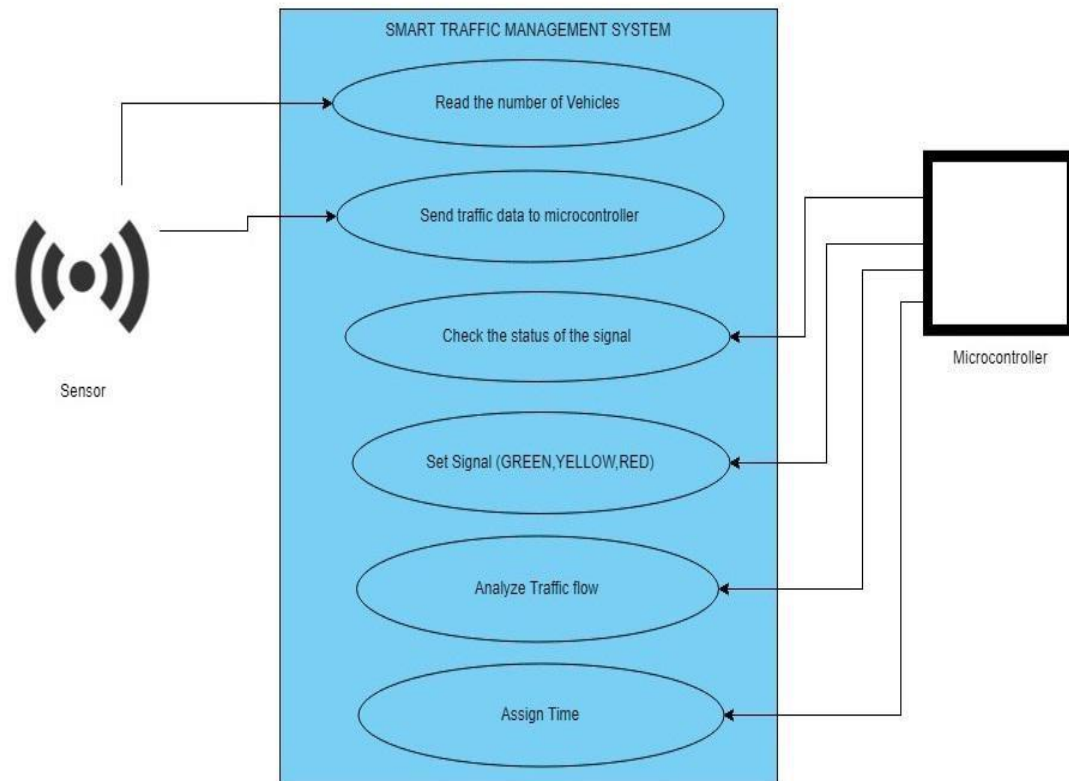 SMART TRAFFIC MANAGEMENT SYSTEM
Read the number of Vehicles
Send traffic data to microcontroller
Check the status of the signal
Microcontroller
Sensor
Set Signal (GREEN,YELLOW,RED)
Analyze Traffic flow
Assign Time